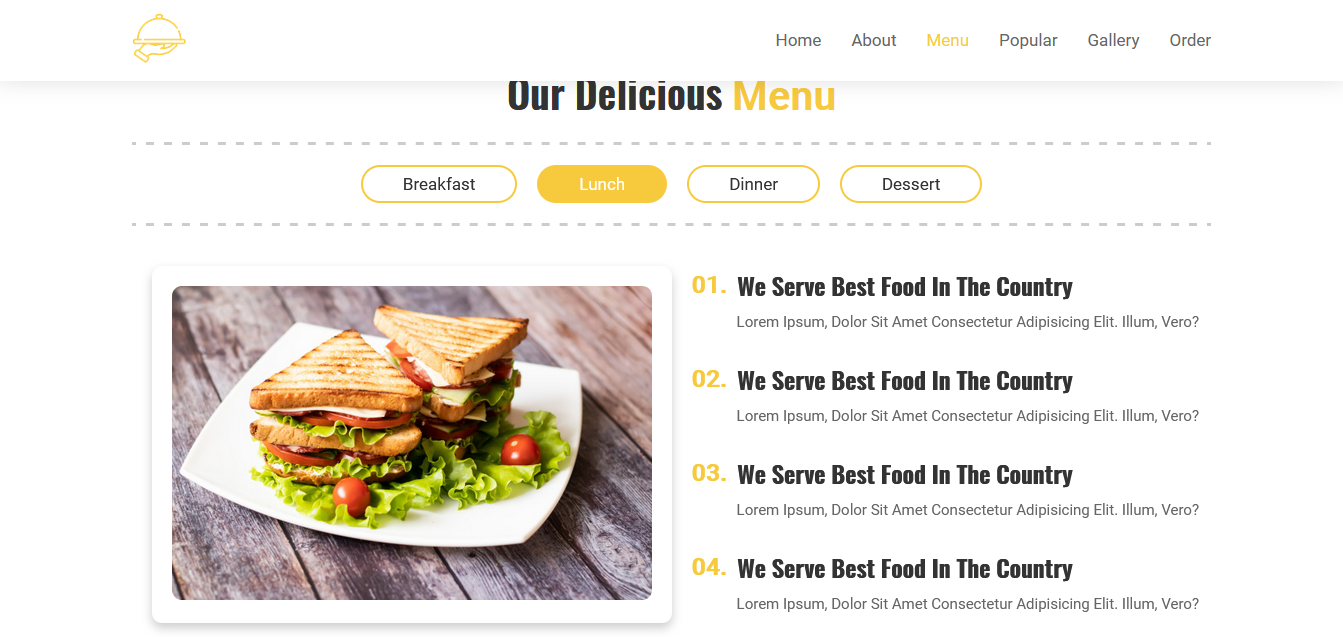 Home About Menu Popular Gallery Order
Our Delicious Menu
Breakfast Lunch Dinner Dessert
01. We Serve Best Food In The Country
Lorem Ipsum, Dolor Sit Amet Consectetur Adipisicing Elit. Illum, Vero?
02. We Serve Best Food In The Country
Lorem Ipsum, Dolor Sit Amet Consectetur Adipisicing Elit. Illum, Vero?
03. We Serve Best Food In The Country
Lorem Ipsum, Dolor Sit Amet Consectetur Adipisicing Elit. Illum, Vero?
04. We Serve Best Food In The Country
Lorem Ipsum, Dolor Sit Amet Consectetur Adipisicing Elit. Illum, Vero?